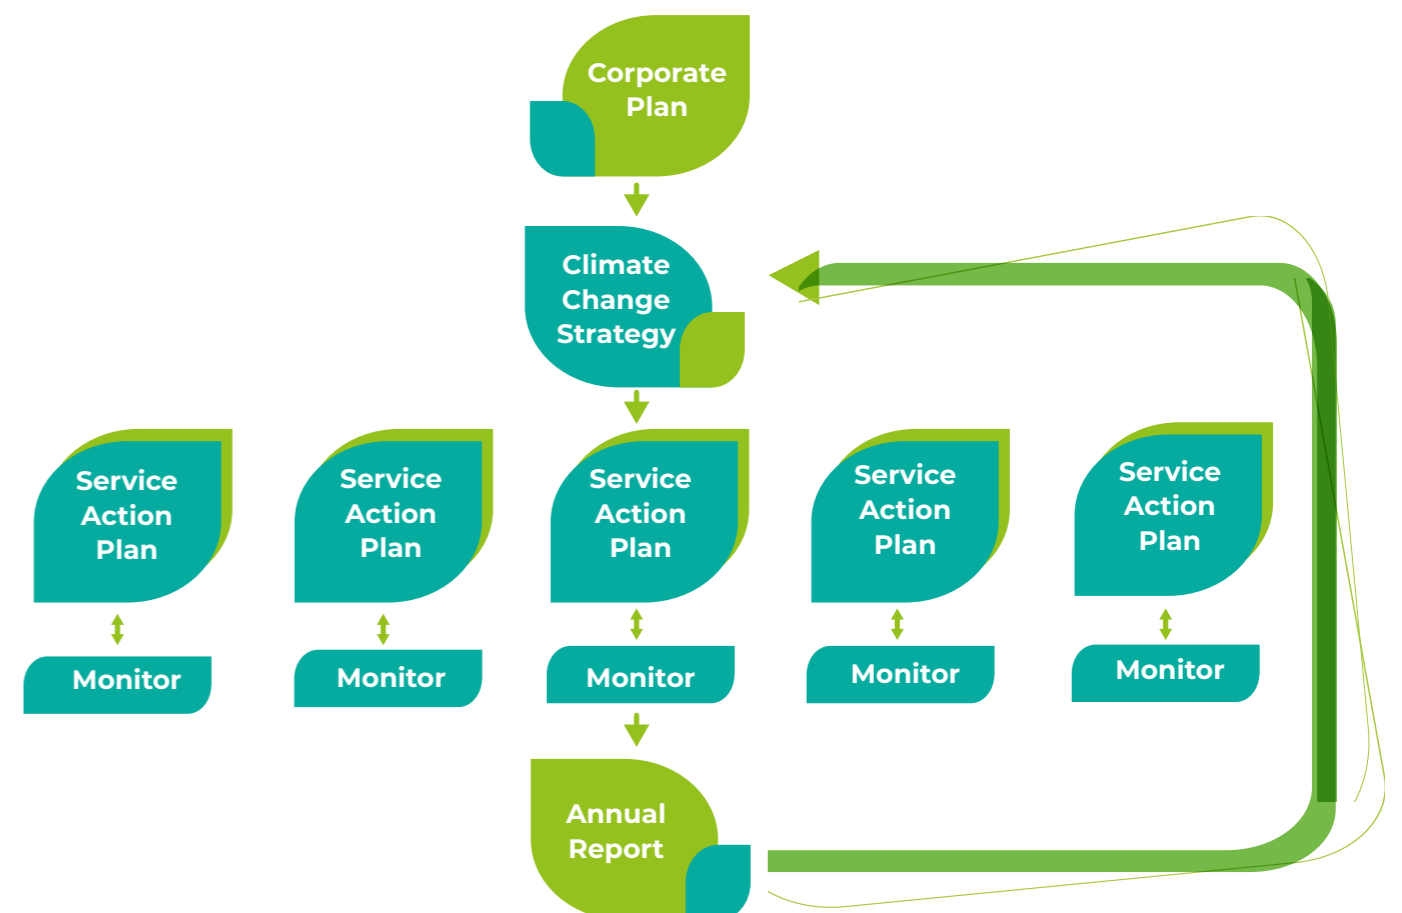 Corporate
Plan
Climate
Change
Strategy
Service
Action
Plan
Service
Action
Plan
Service
Action
Plan
Service
Action
Plan
Service
Action
Plan
Monitor
Monitor
Monitor
Monitor
Monitor
Annual
Report